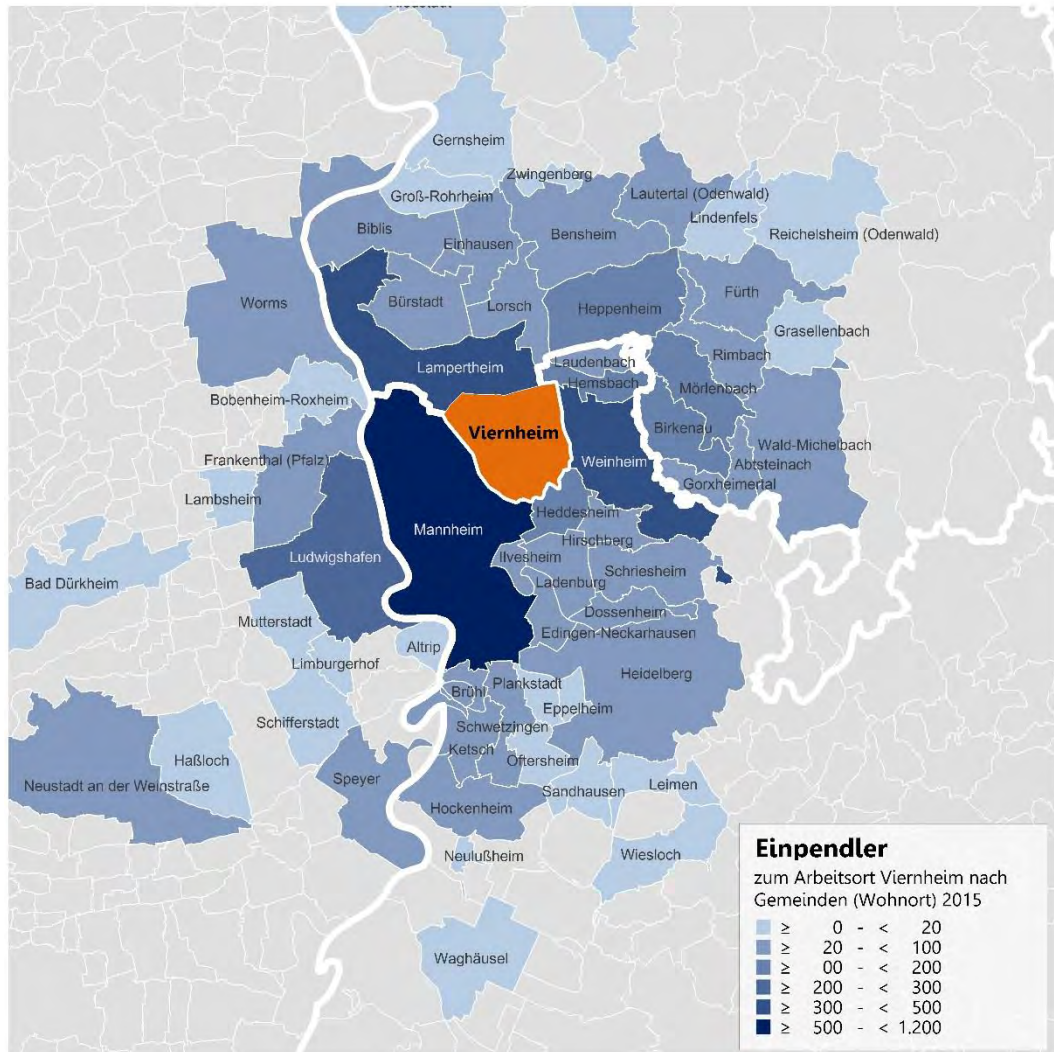 Gernsheim
Zwingenberg
Groß-Rohrheim
Lautertal (Odenwald)
Lindenfels
Biblis
Einhausen
Bensheim
Reichelsheim (Odenwald)
Worms
Bürstadt
Lorsch
Heppenheim
Fürth
Grasellenbach
Lampertheim
Laudenbach
Rimbach
Hemsbach
Mörlenbach
Bobenheim-Roxheim
Viernheim
Birkenau
Wald-Michelbach
Frankenthal (Pfalz)
Weinheim
Abtsteinach
Lambsheim
Gorxheimertal
Mannheim
Heddesheim
Hirschberg
Ludwigshafen
Ilvesheim
Schriesheim
Bad Dürkheim
Ladenburg
Dossenheim
Mutterstadt
Edingen-Neckarhausen
Altrip
Limburgerhof
Heidelberg
Plankstadt
Brühl
Eppelheim
Schifferstadt
Schwetzingen
Haßloch
Ketsch
Oftersheim
Neustadt an der Weinstraße
Speyer
Leimen
Sandhausen
Hockenheim
Neulußheim
Wiesloch
Waghäusel
Einpendler
zum Arbeitsort Viernheim nach
Gemeinden (Wohnort) 2015
≥ 0 - < 20
≥ 20 - < 100
≥ 00 - < 200
≥ 200 - < 300
≥ 300 - < 500
≥ 500 - < 1.200